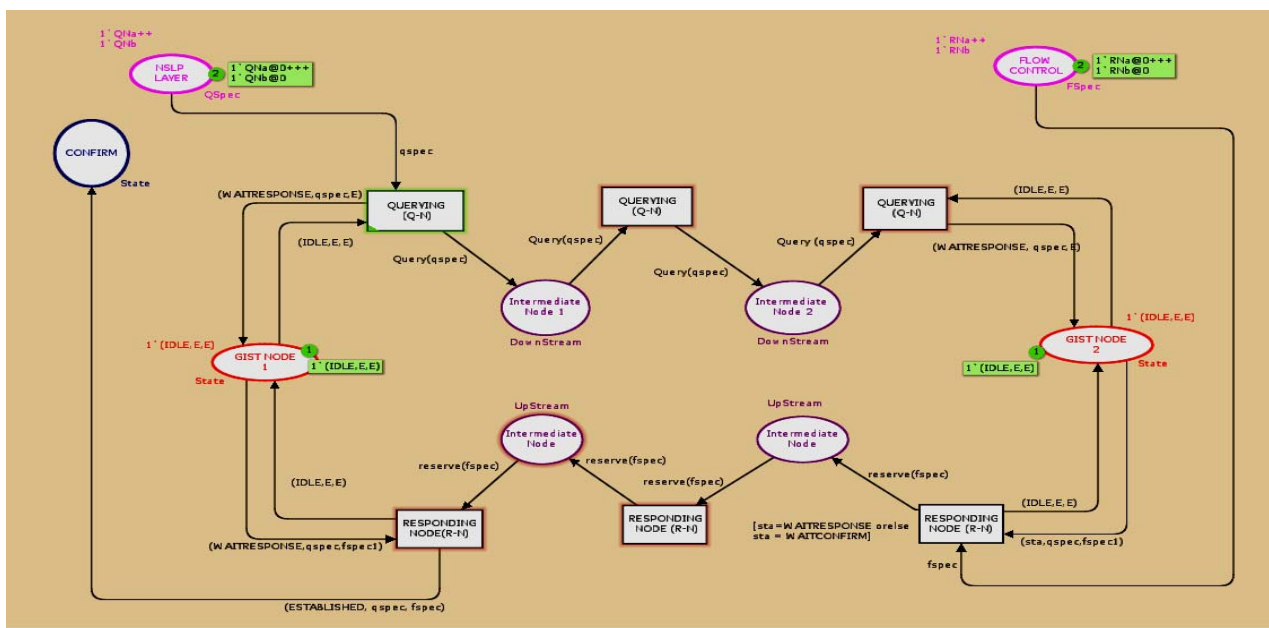 1`QNa++
1`QNb
NSLP
LAYER
2
1`QNa@0+++
1`QNb@0
QSpec
1`RNa++
1`RNb
FLOW
CONTROL
2
1`RNa@0+++
1`RNb@0
FSpec
CONFIRM
State
qspec
(WAITRESPONSE,qspec,E)
QUERYING
(Q-N)
(IDLE,E,E)
Query(qspec)
Query(qspec)
QUERYING
(Q-N)
Query(qspec)
Query (qspec)
QUERYING
(Q-N)
(IDLE,E,E)
(WAITRESPONSE, qspec,E)
Intermediate
Node 1
DownStream
Intermediate
Node 2
DownStream
1`(IDLE,E,E)
GIST NODE
1
1
1`(IDLE,E,E)
State
1`(IDLE,E,E)
GIST NODE
2
1
1`(IDLE,E,E)
State
UpStream
Intermediate
Node
UpStream
Intermediate
Node
reserve(fspec)
reserve(fspec)
reserve(fspec)
reserve(fspec)
(IDLE,E,E)
RESPONDING
NODE(R-N)
(WAITRESPONSE,qspec,fspec1)
RESPONDING
NODE (R-N)
[sta=WAITRESPONSE orelse
sta = WAITCONFIRM]
RESPONDING
NODE (R-N)
(IDLE,E,E)
(sta,qspec,fspec1)
fspec
(ESTABLISHED, qspec, fspec)